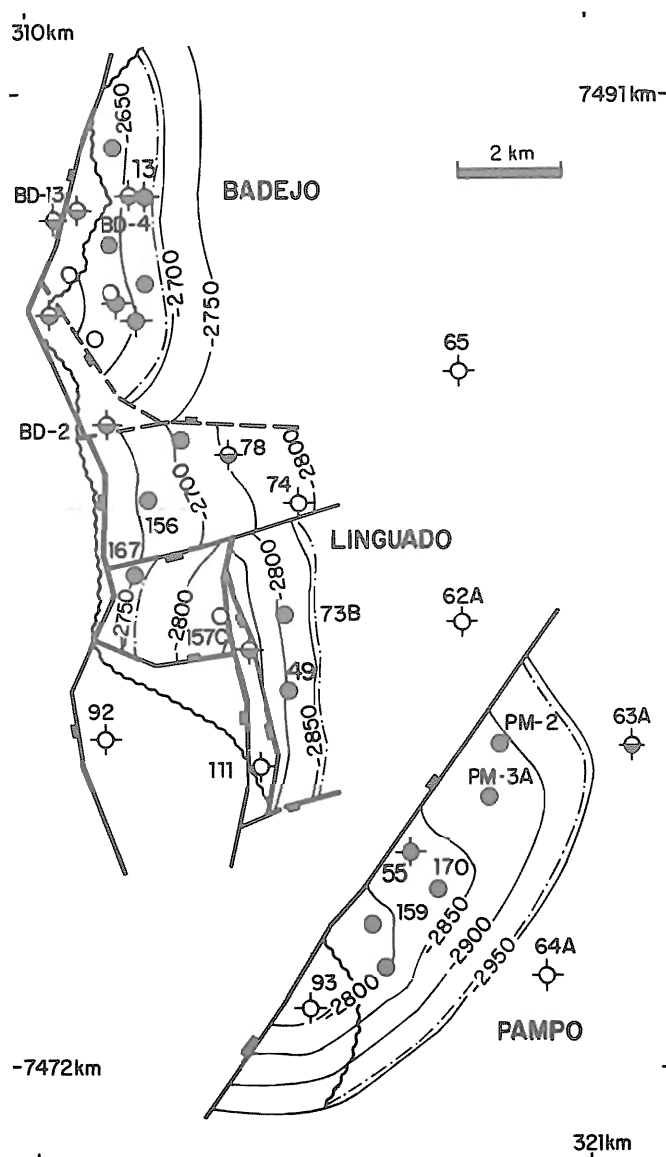 310km
7491km
-2650
2 km
13
BD-13
BADEJO
BD-4
-2700
-2750
65
BD-2
78
-2800
-2700
74
156
LINGUADO
167
-2800
-2750
-2800
73B
62A
157C
49
92
-2850
63A
PM-2
111
PM-3A
55
170
159
-2850
-2900
-2950
64A
93
-2800
PAMPO
-7472km
321km